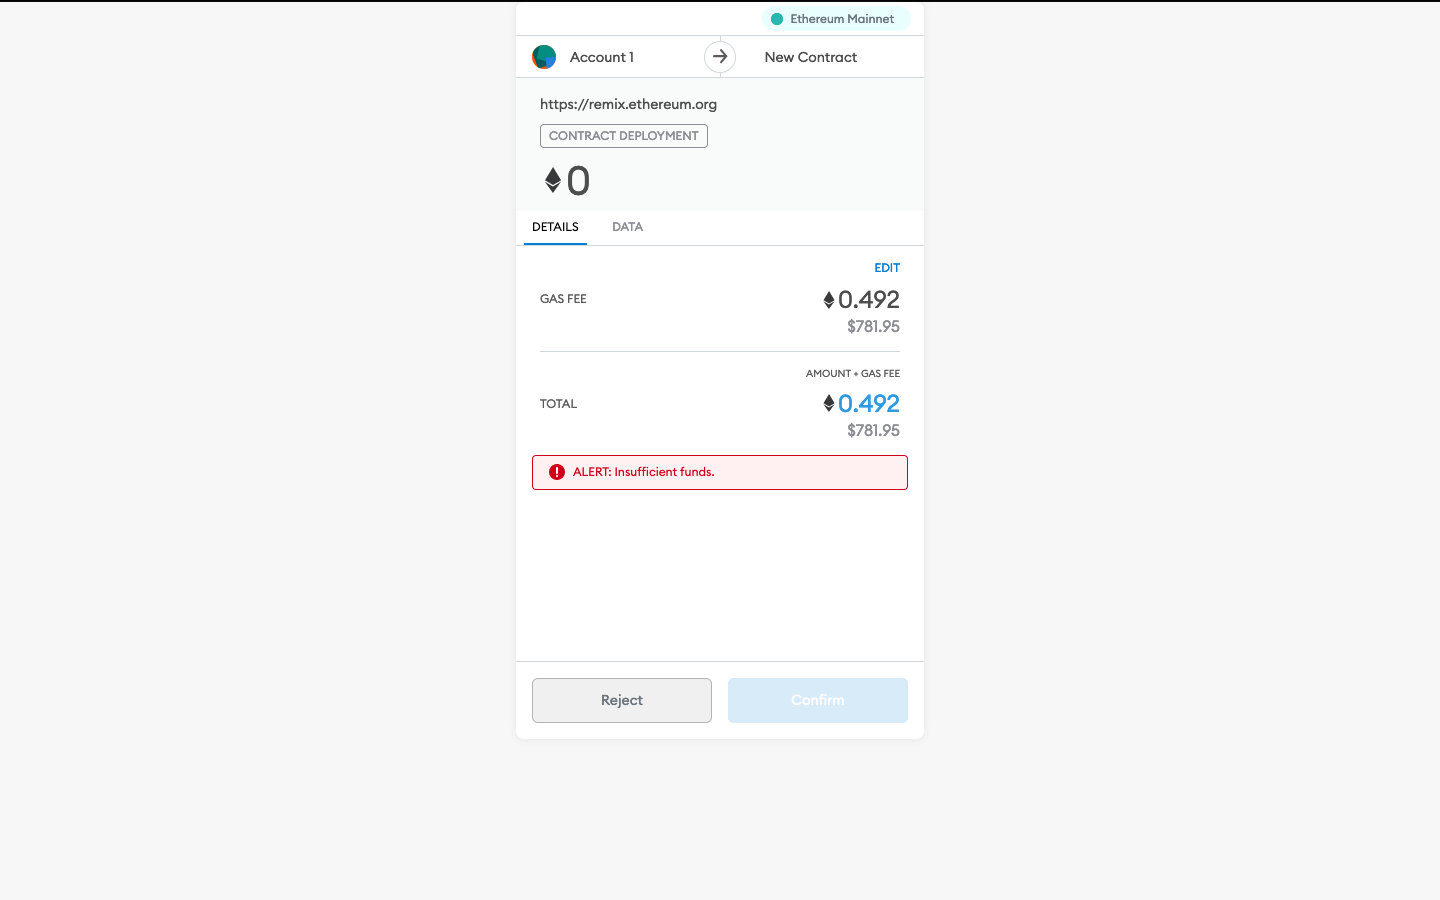 Ethereum Mainnet
Account 1
New Contract
https://remix.ethereum.org
CONTRACT DEPLOYMENT
0
DETAILS
DATA
EDIT
GAS FEE
0.492
$781.95
AMOUNT + GAS FEE
TOTAL
0.492
$781.95
ALERT: Insufficient funds.
Reject
Confirm